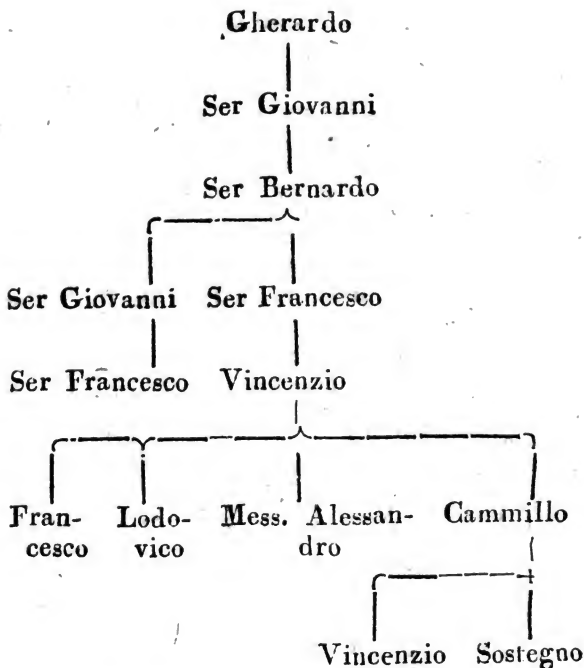 Gherardo
Ser Giovanni
Ser Bernardo
Ser Giovanni Ser Francesco
Ser Francesco Vincenzio
Fran- Lodo- Mess. Alessan- Cammillo
cesco vico dro
Vincenzio Sostegno